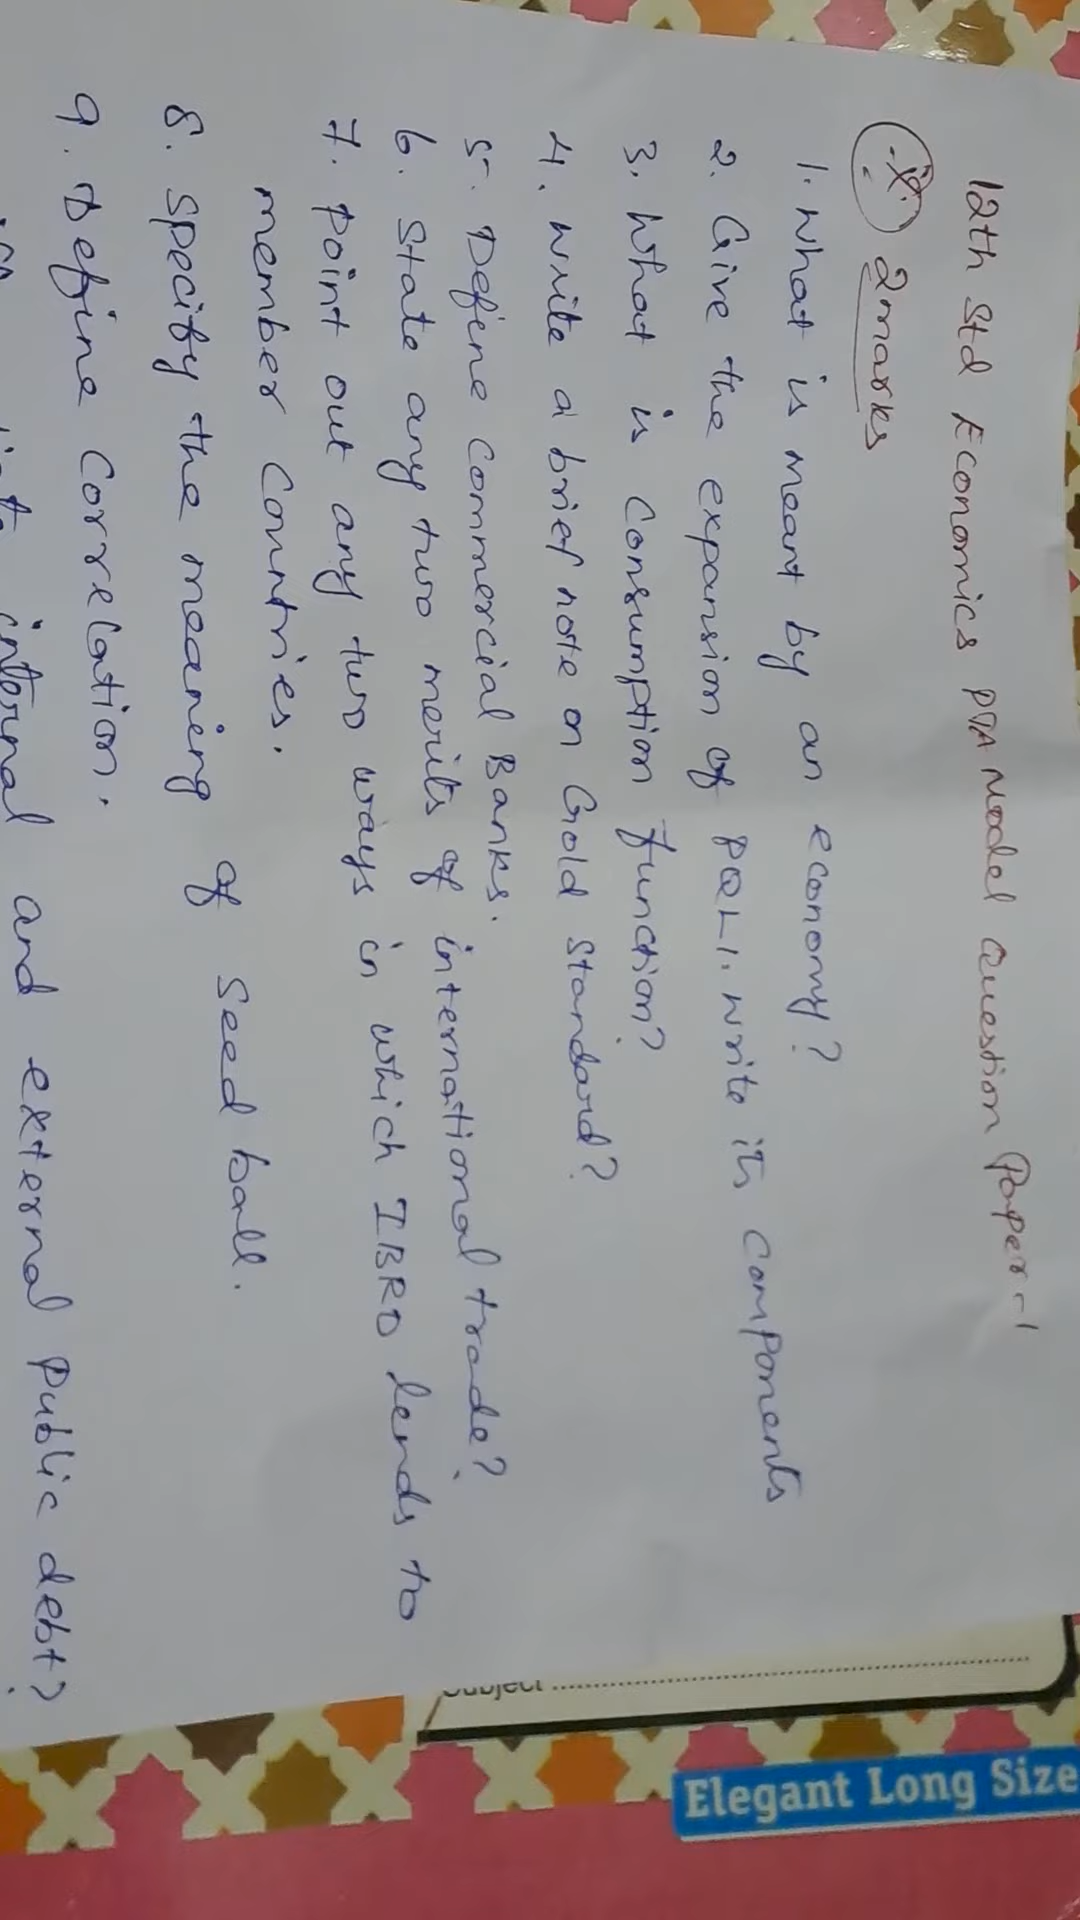 12th Std Economics PTA Model Question Paper-1
2marks
1. What is meant by an economy?
2. Give the expansion of PQLI. Write its Components
3. What is Consumption function?
4. Write a brief note on Gold Standard?
5. Define Commercial Banks.
6. State any two merits of international trade?
7. Point out any two ways in which IBRD lends to
member Countries.
8. Specify the meaning of Seed ball.
9. Define Correlation.
internal and external Public debt?
Subject
Elegant Long Size